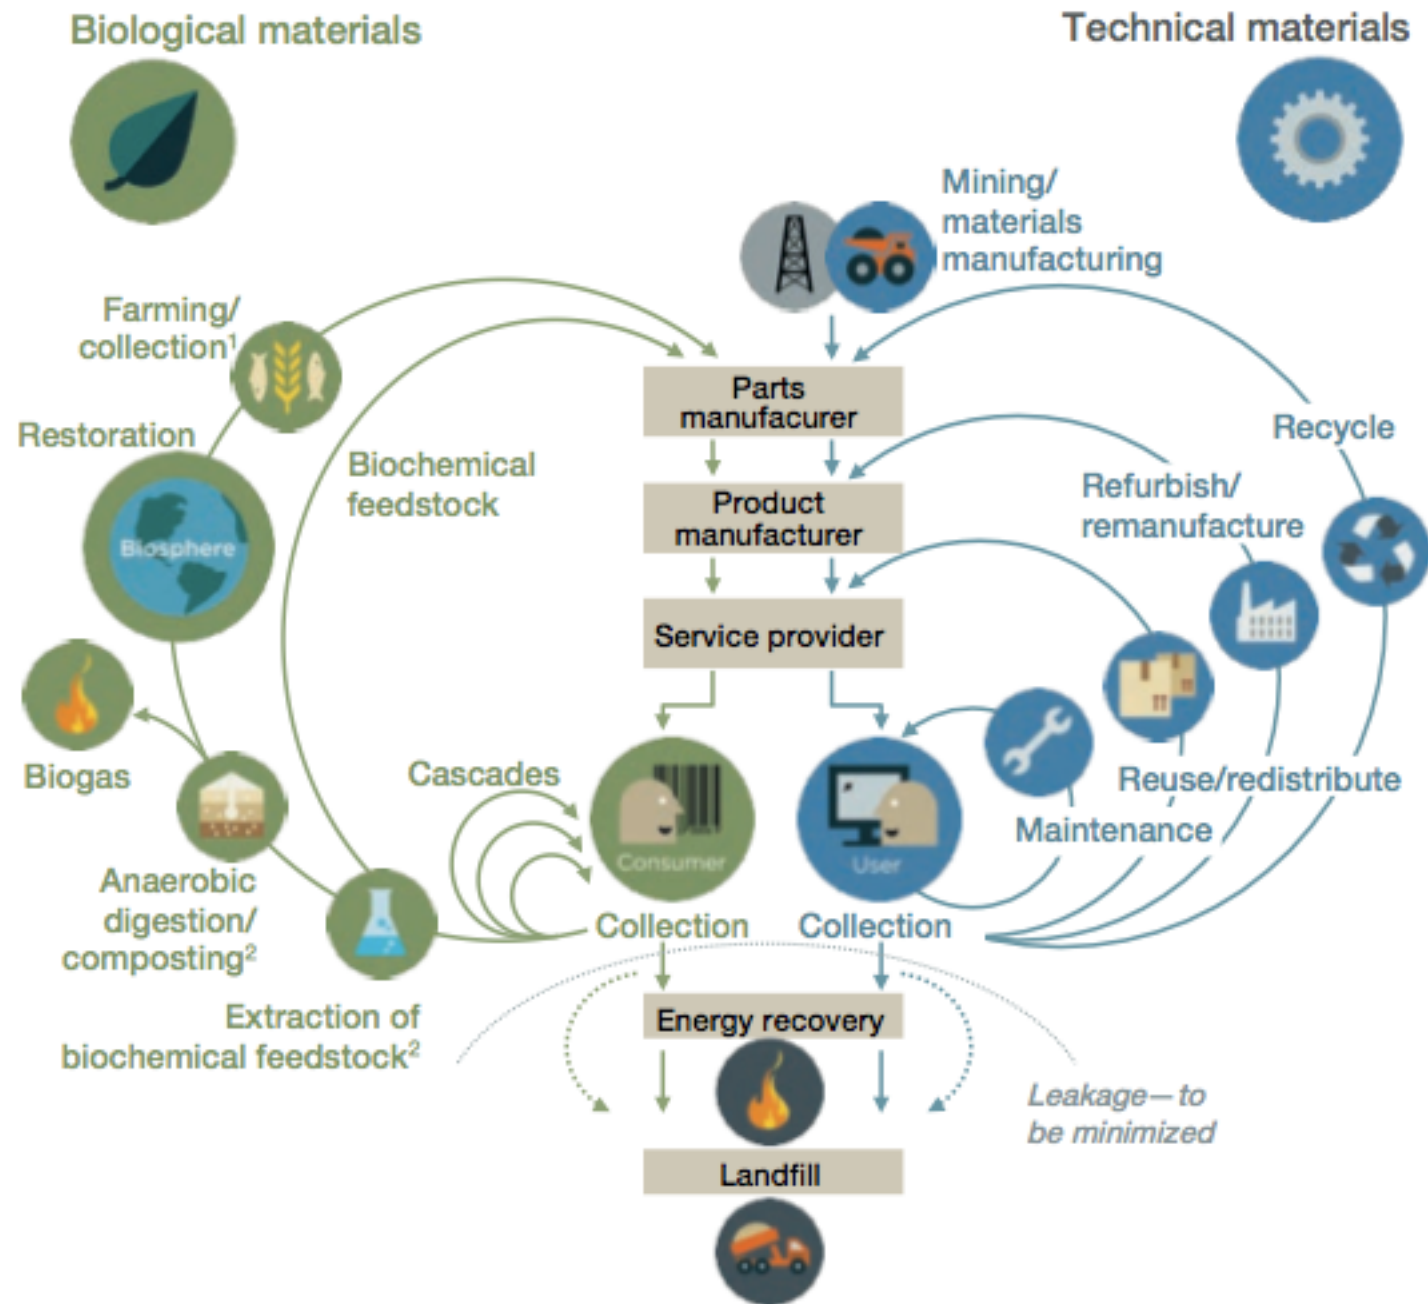 Biological materials
Technical materials
Mining/
materials
manufacturing
Farming/
collection¹
Restoration
Biosphere
Biochemical
feedstock
Parts
manufacurer
Recycle
Product
manufacturer
Refurbish/
remanufacture
Service provider
Biogas
Cascades
Consumer
User
Reuse/redistribute
Maintenance
Anaerobic
digestion/
composting²
Collection
Collection
Extraction of
biochemical feedstock²
Energy recovery
Leakage—to
be minimized
Landfill